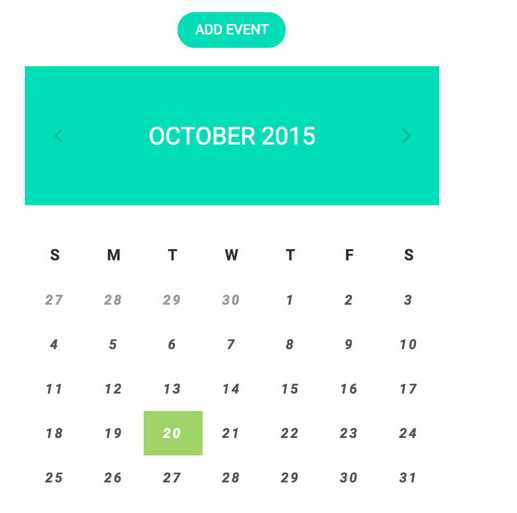 ADD EVENT
OCTOBER 2015
S M T W T F S
27 28 29 30 1 2 3
4 5 6 7 8 9 10
11 12 13 14 15 16 17
18 19 20 21 22 23 24
25 26 27 28 29 30 31